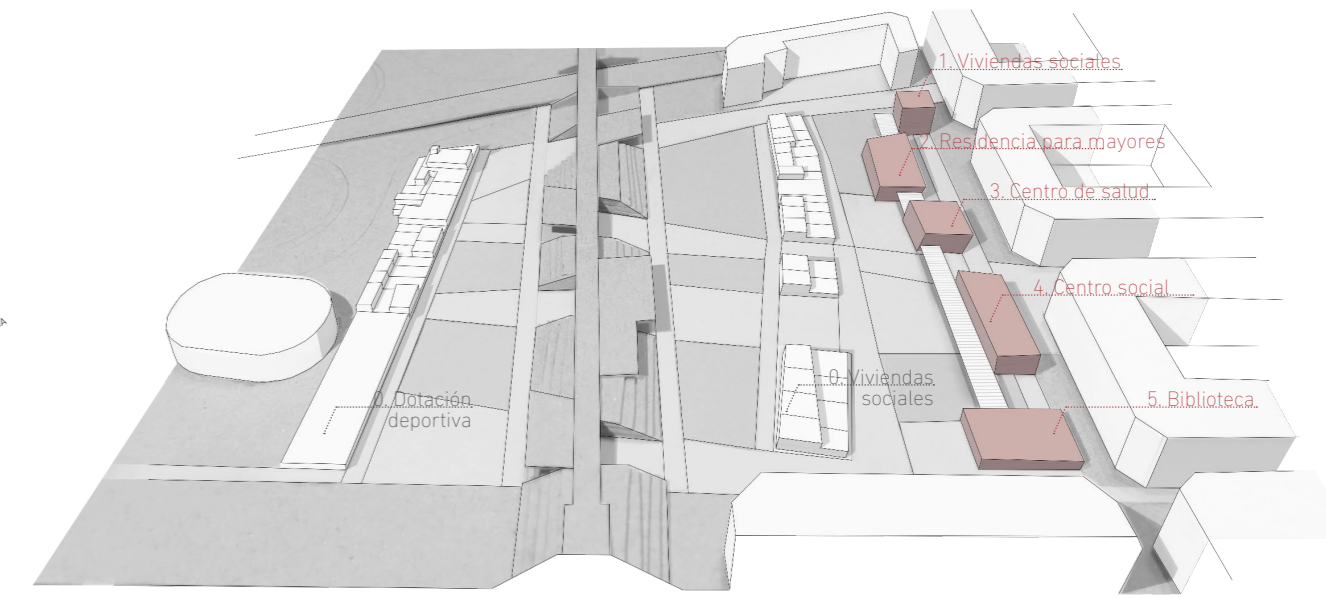 1. Viviendas sociales
2. Residencia para mayores
3. Centro de salud
4. Centro social
0. Viviendas
sociales
0. Dotación
deportiva
5. Biblioteca